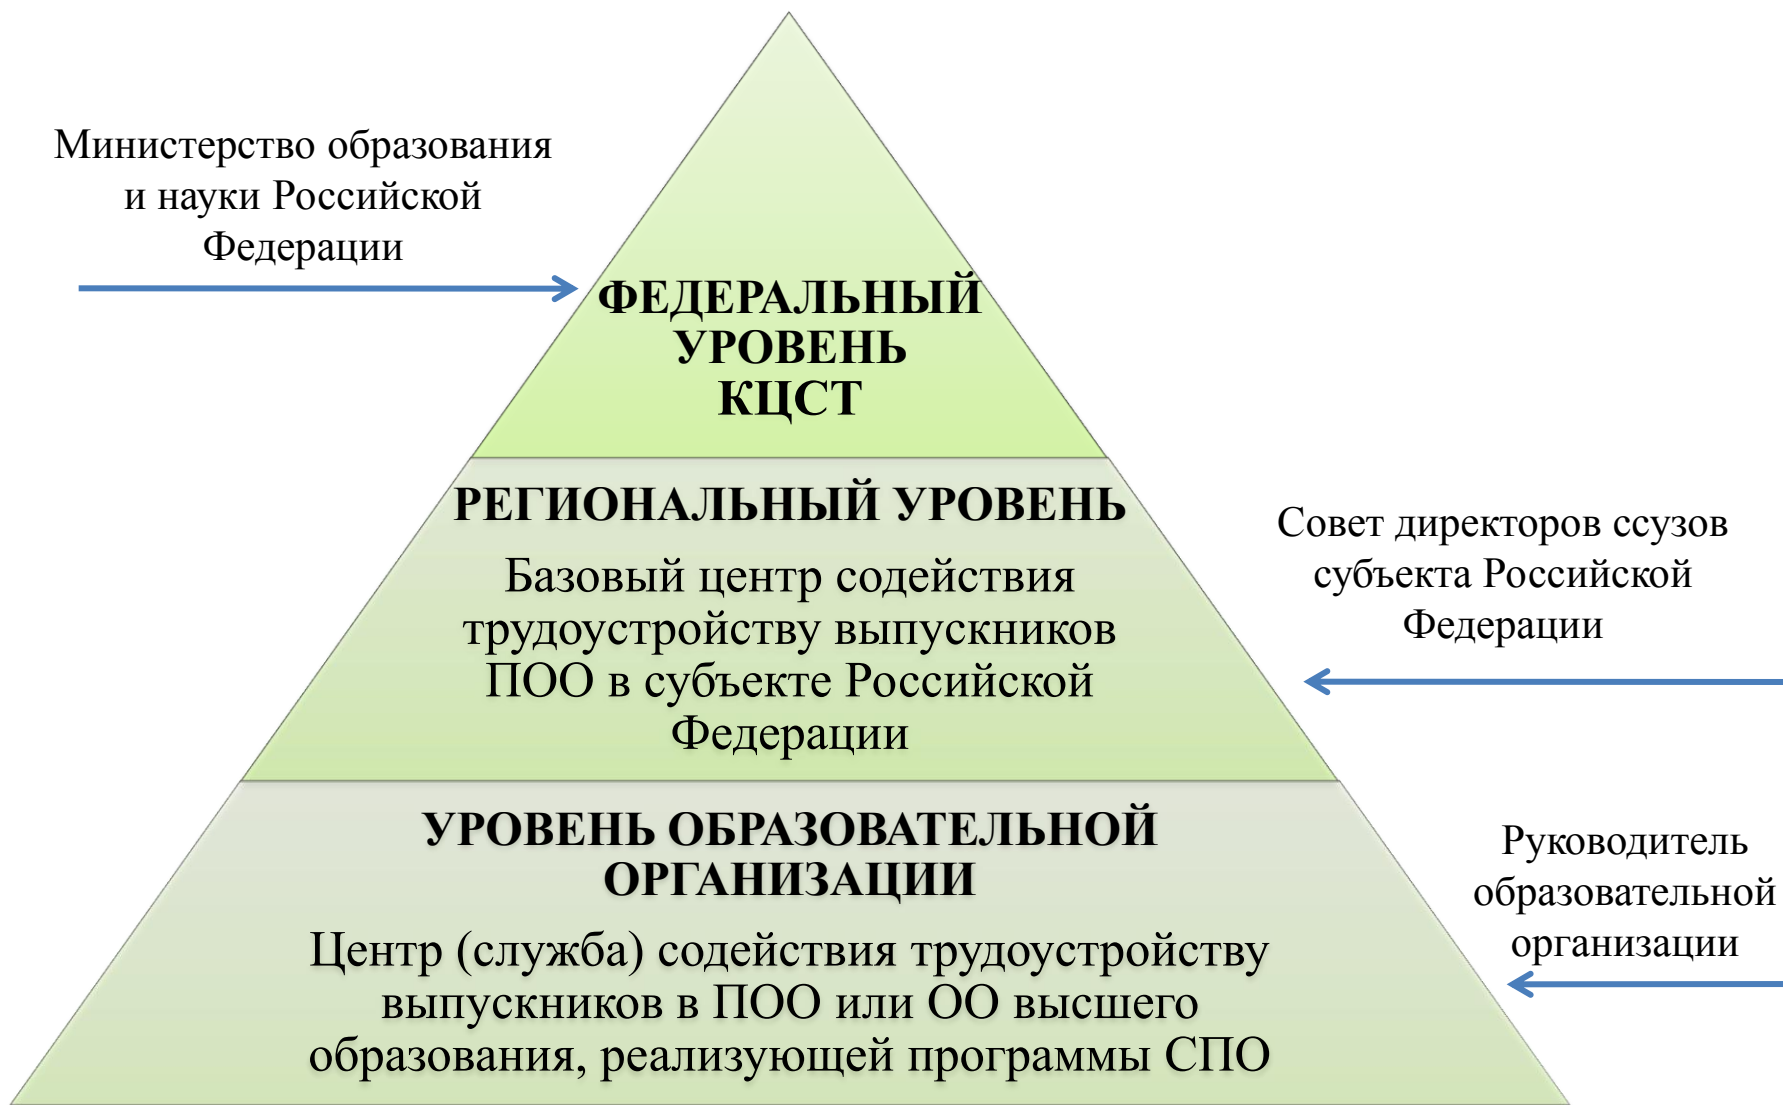 Министерство образования
и науки Российской
Федерации
ФЕДЕРАЛЬНЫЙ
УРОВЕНЬ
КЦСТ
РЕГИОНАЛЬНЫЙ УРОВЕНЬ
Базовый центр содействия
трудоустройству выпускников
ПОО в субъекте Российской
Федерации
Совет директоров ссузов
субъекта Российской
Федерации
УРОВЕНЬ ОБРАЗОВАТЕЛЬНОЙ
ОРГАНИЗАЦИИ
Центр (служба) содействия трудоустройству
выпускников в ПОО или ОО высшего
образования, реализующей программы СПО
Руководитель
образовательной
организации